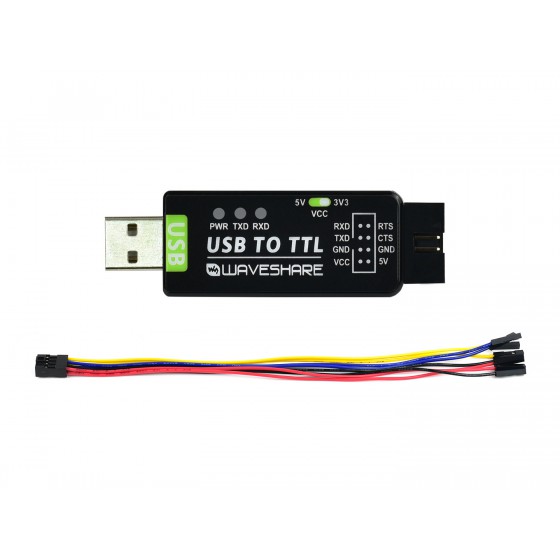 5V 3V3
VCC
PWR TXD RXD
USB
USB TO TTL
WAVESHARE
RXD RTS
TXD CTS
GND GND
VCC 5V